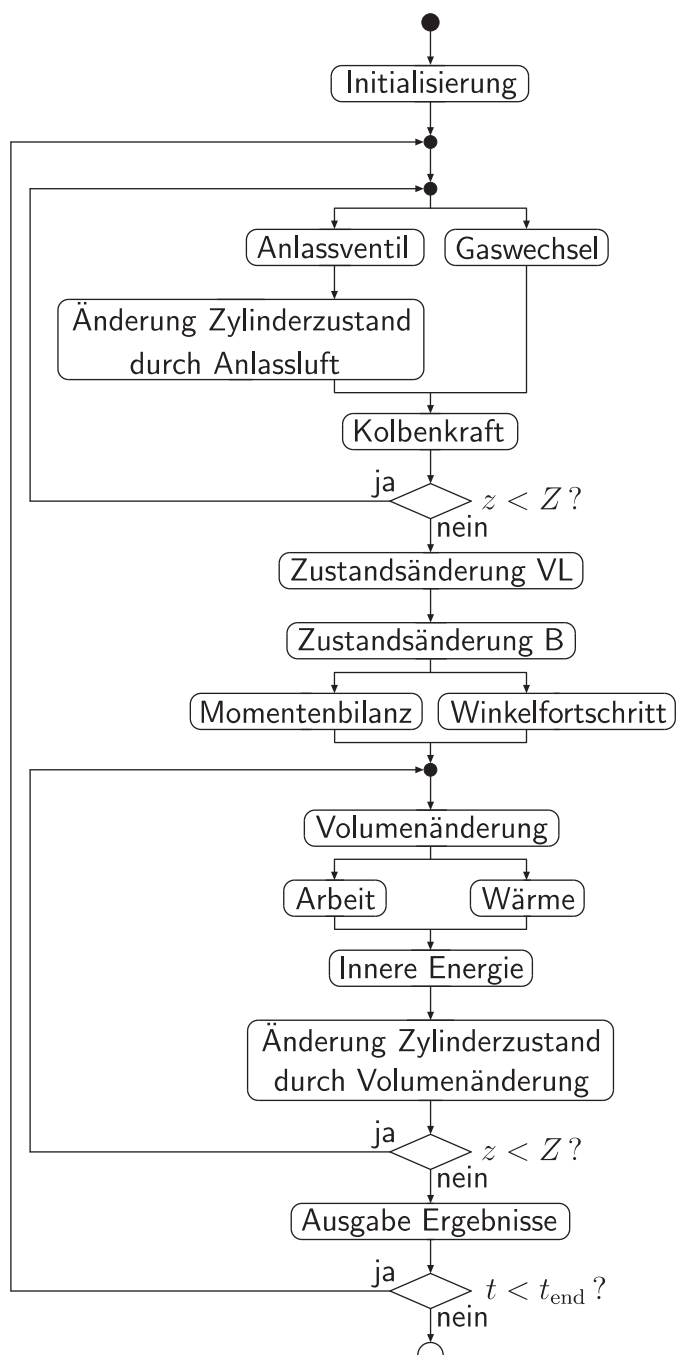 Initialisierung
Anlassventil
Gaswechsel
Änderung Zylinderzustand
durch Anlassluft
Kolbenkraft
ja
z < Z ?
nein
Zustandsänderung VL
Zustandsänderung B
Momentenbilanz
Winkelfortschritt
Volumenänderung
Arbeit
Wärme
Innere Energie
Änderung Zylinderzustand
durch Volumenänderung
ja
z < Z ?
nein
Ausgabe Ergebnisse
ja
t < t_end ?
nein